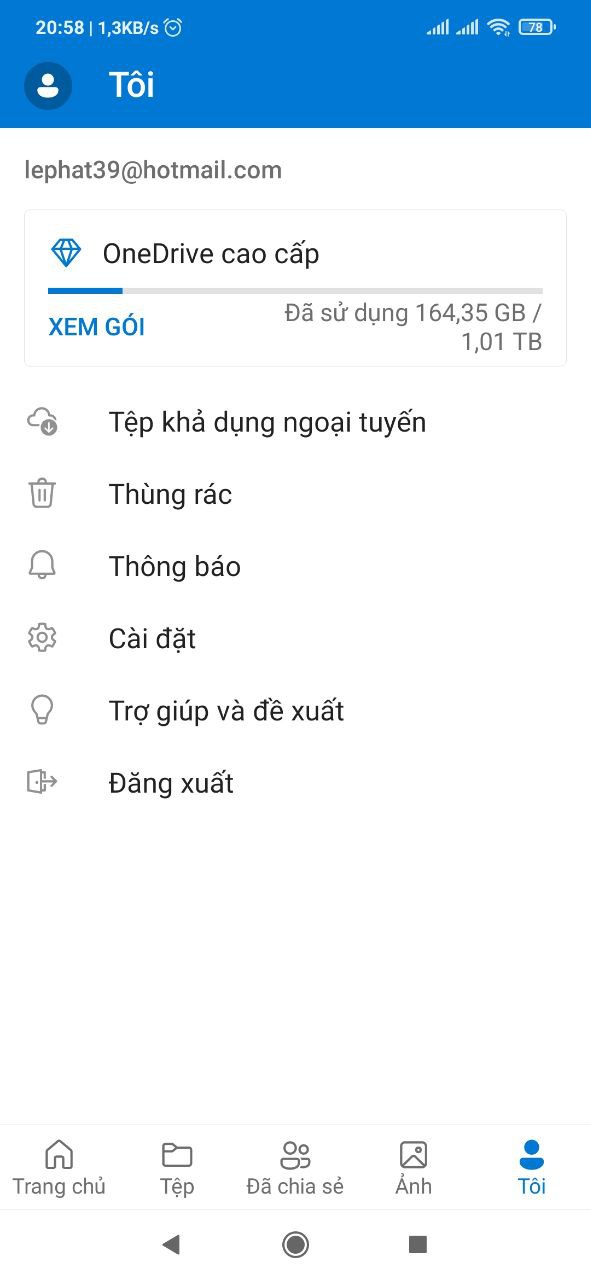 20:58 | 1,3KB/s
78
Tôi
lephat39@hotmail.com
OneDrive cao cấp
XEM GÓI
Đã sử dụng 164,35 GB /
1,01 TB
Tệp khả dụng ngoại tuyến
Thùng rác
Thông báo
Cài đặt
Trợ giúp và đề xuất
Đăng xuất
Trang chủ
Tệp
Đã chia sẻ
Ảnh
Tôi